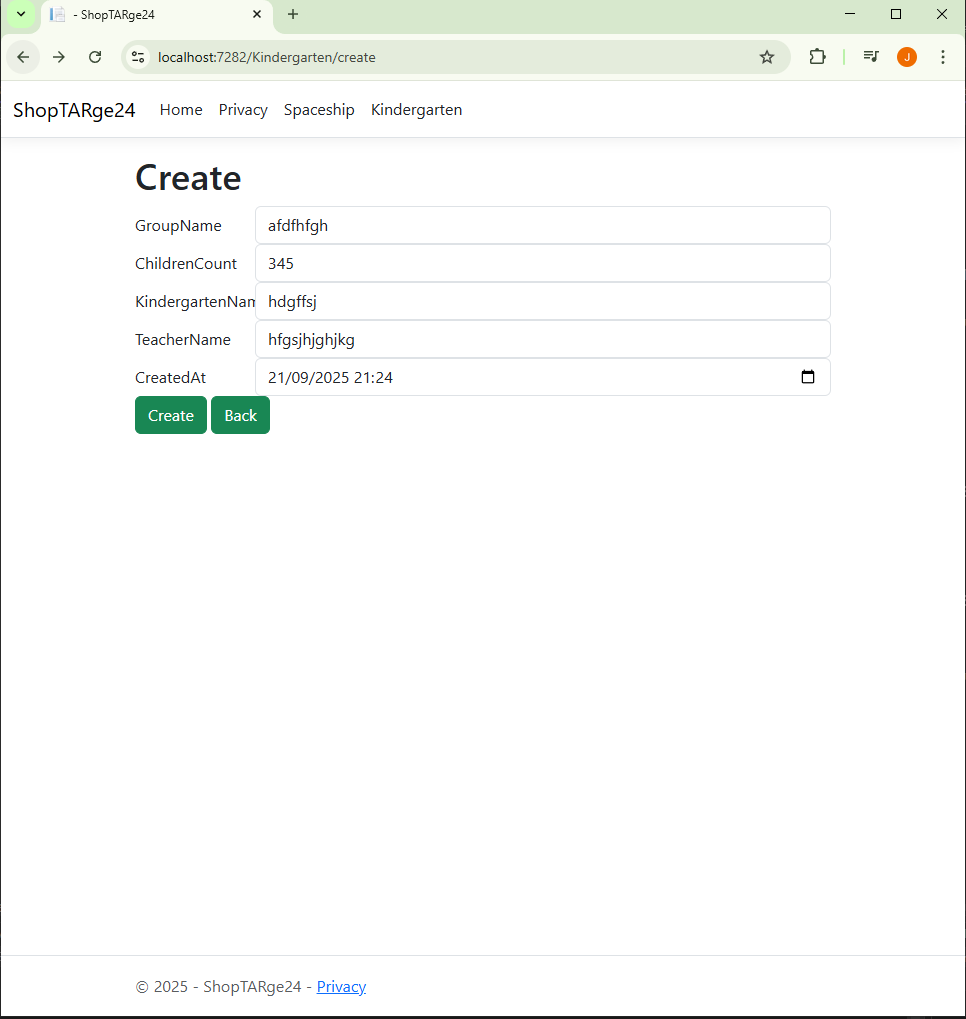 - ShopTARge24
localhost:7282/Kindergarten/create
J
ShopTARge24 Home Privacy Spaceship Kindergarten
Create
GroupName afdfhfgh
ChildrenCount 345
KindergartenNam hdgffsj
TeacherName hfgsjhjghjkg
CreatedAt 21/09/2025 21:24
Create Back
© 2025 - ShopTARge24 - Privacy